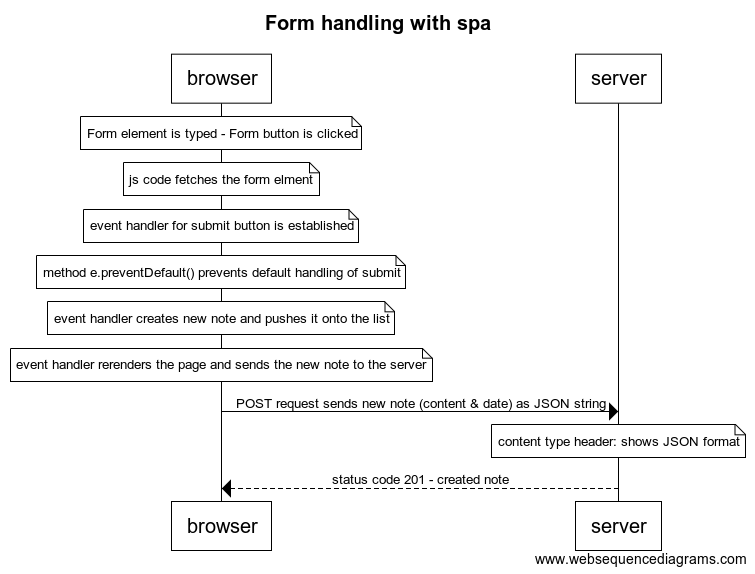 Form handling with spa
browser
server
Form element is typed - Form button is clicked
js code fetches the form elment
event handler for submit button is established
method e.preventDefault() prevents default handling of submit
event handler creates new note and pushes it onto the list
event handler rerenders the page and sends the new note to the server
POST request sends new note (content & date) as JSON string
content type header: shows JSON format
status code 201 - created note
browser
server
www.websequencediagrams.com